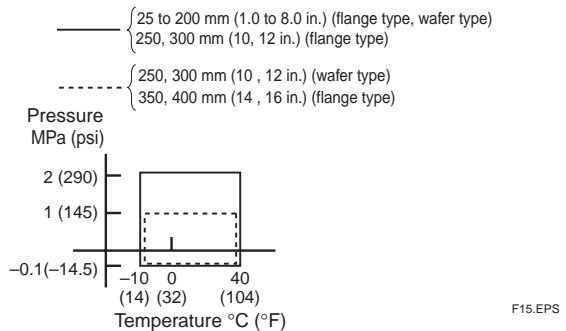 25 to 200 mm (1.0 to 8.0 in.) (flange type, wafer type)
250, 300 mm (10, 12 in.) (flange type)
250, 300 mm (10 , 12 in.) (wafer type)
350, 400 mm (14 , 16 in.) (flange type)
Pressure
MPa (psi)
2 (290)
1 (145)
–0.1(–14.5)
–10 0 40
(14) (32) (104)
Temperature °C (°F)
F15.EPS